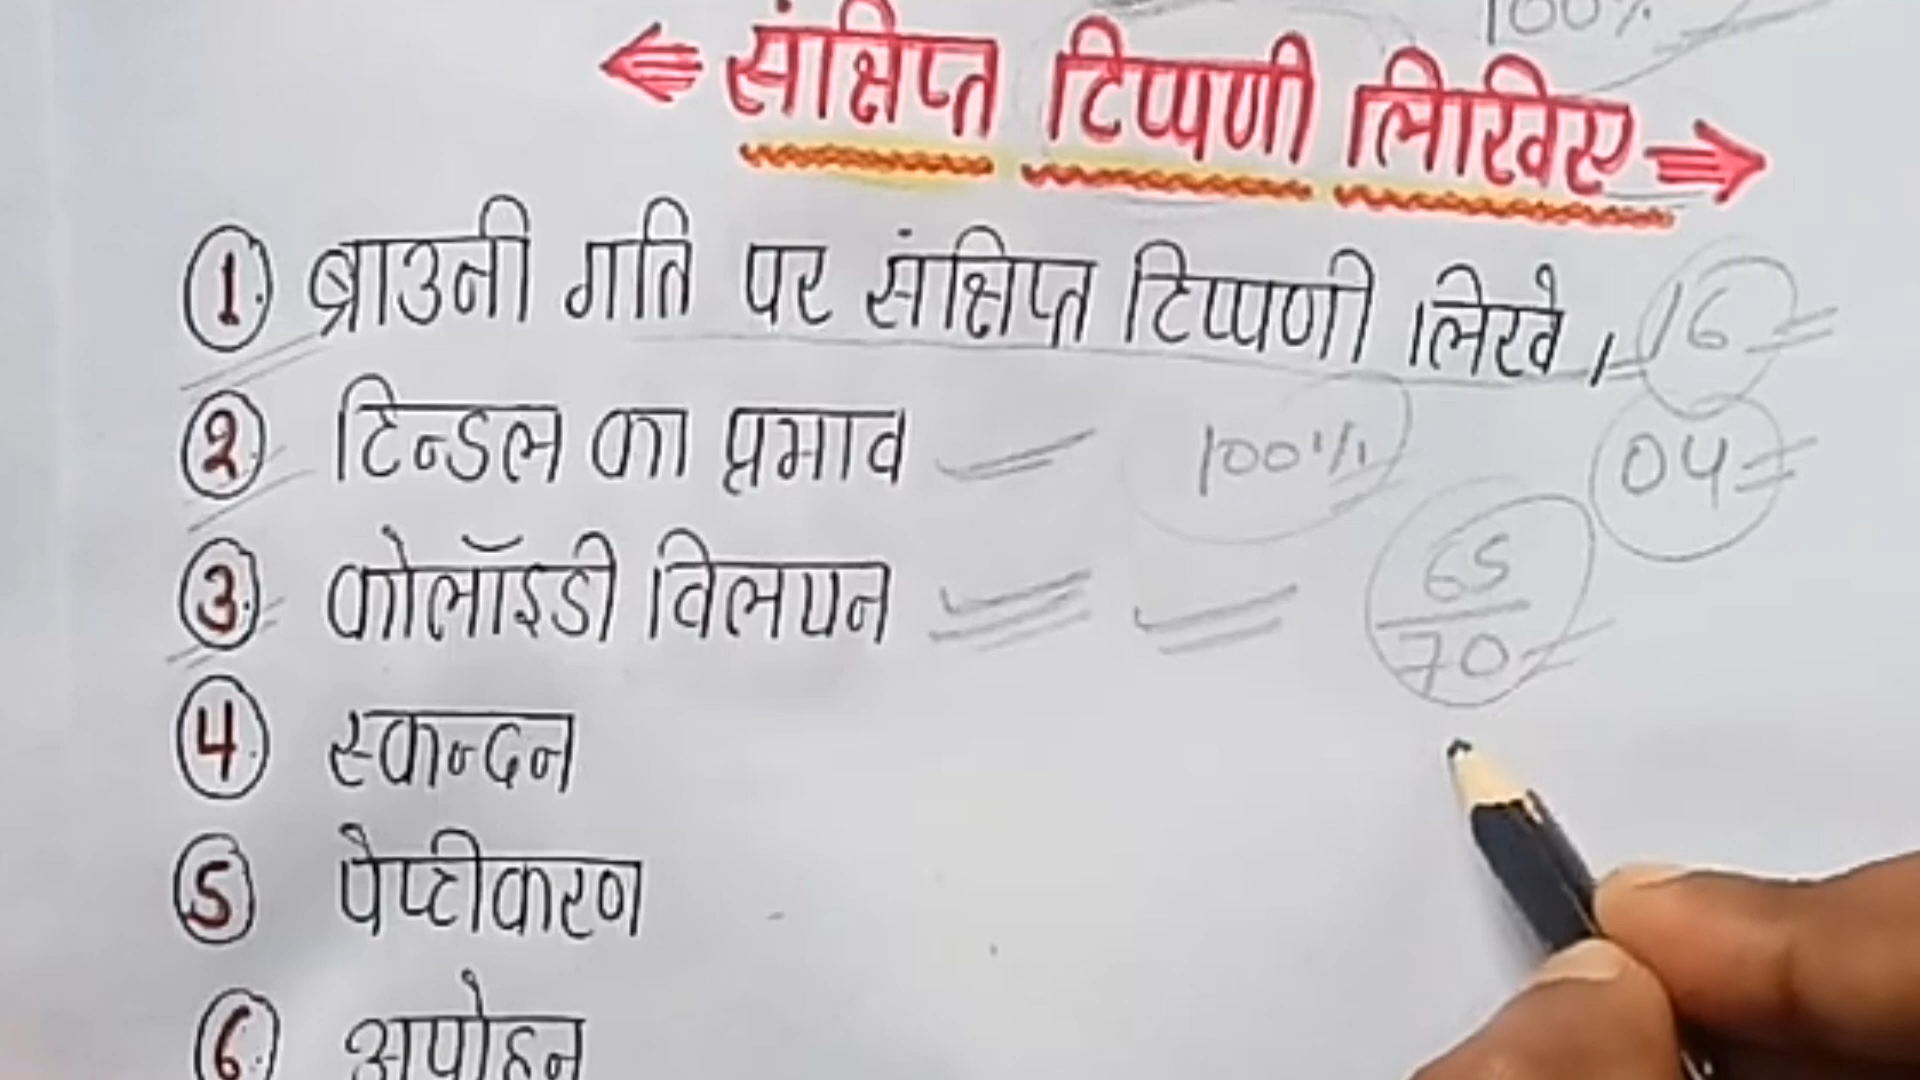 100%
संक्षिप्त टिप्पणी लिखिए
1. ब्राउनी गति पर संक्षिप्त टिप्पणी लिखे । 16
2. टिन्डल का प्रभाव 100% 04
3. कोलॉइडी विलयन 65/70
4. स्कन्दन
5. पेप्टीकरण
6. अपोहन